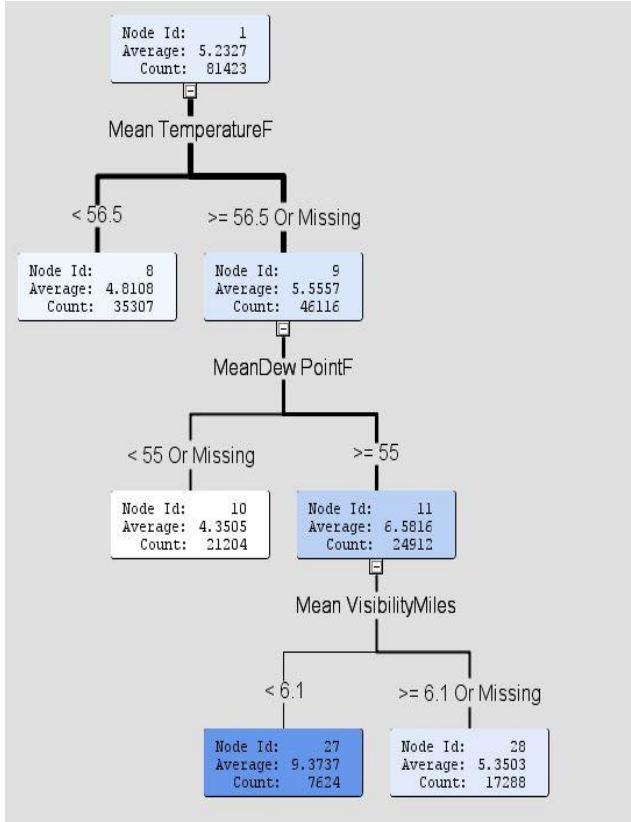 Node Id: 1
Average: 5.2327
Count: 81423
Mean TemperatureF
< 56.5
>= 56.5 Or Missing
Node Id: 8
Average: 4.8108
Count: 35307
Node Id: 9
Average: 5.5557
Count: 46116
MeanDew PointF
< 55 Or Missing
>= 55
Node Id: 10
Average: 4.3505
Count: 21204
Node Id: 11
Average: 6.5816
Count: 24912
Mean VisibilityMiles
< 6.1
>= 6.1 Or Missing
Node Id: 27
Average: 9.3737
Count: 7624
Node Id: 28
Average: 5.3503
Count: 17288